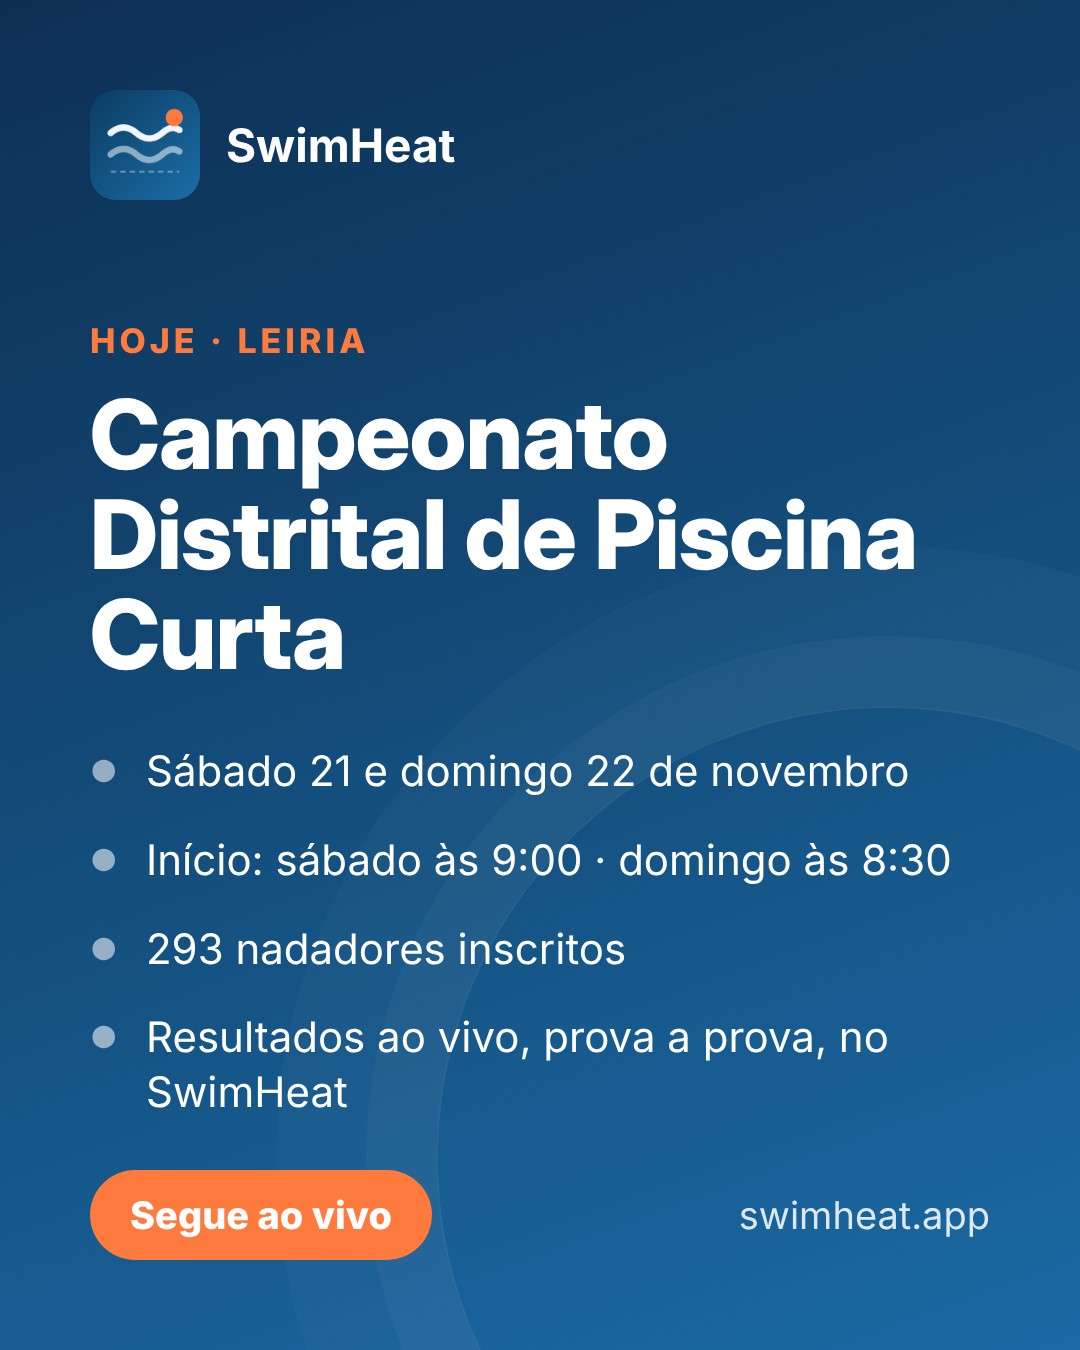 SwimHeat
HOJE · LEIRIA
Campeonato
Distrital de Piscina
Curta
Sábado 21 e domingo 22 de novembro
Início: sábado às 9:00 · domingo às 8:30
293 nadadores inscritos
Resultados ao vivo, prova a prova, no
SwimHeat
Segue ao vivo
swimheat.app